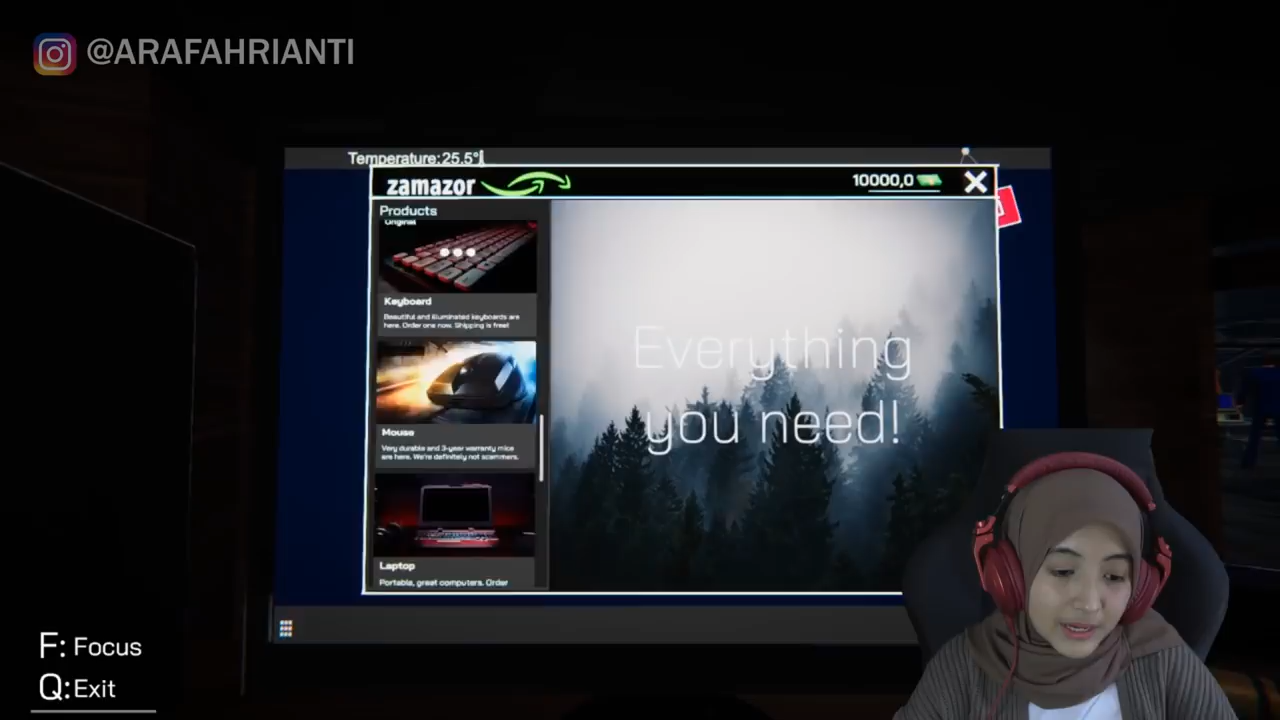 @ARAFAHRIANTI
Temperature:25.5°
zamazor
10000,0
Products
Original
Keyboard
Beautiful and illuminated keyboards are
here. Order one now. Shipping is free!
Mouse
Very durable and 3-year warranty mice
are here. We're definitely not scammers.
Laptop
Portable, great computers. Order
Everything
you need!
F: Focus
Q:Exit